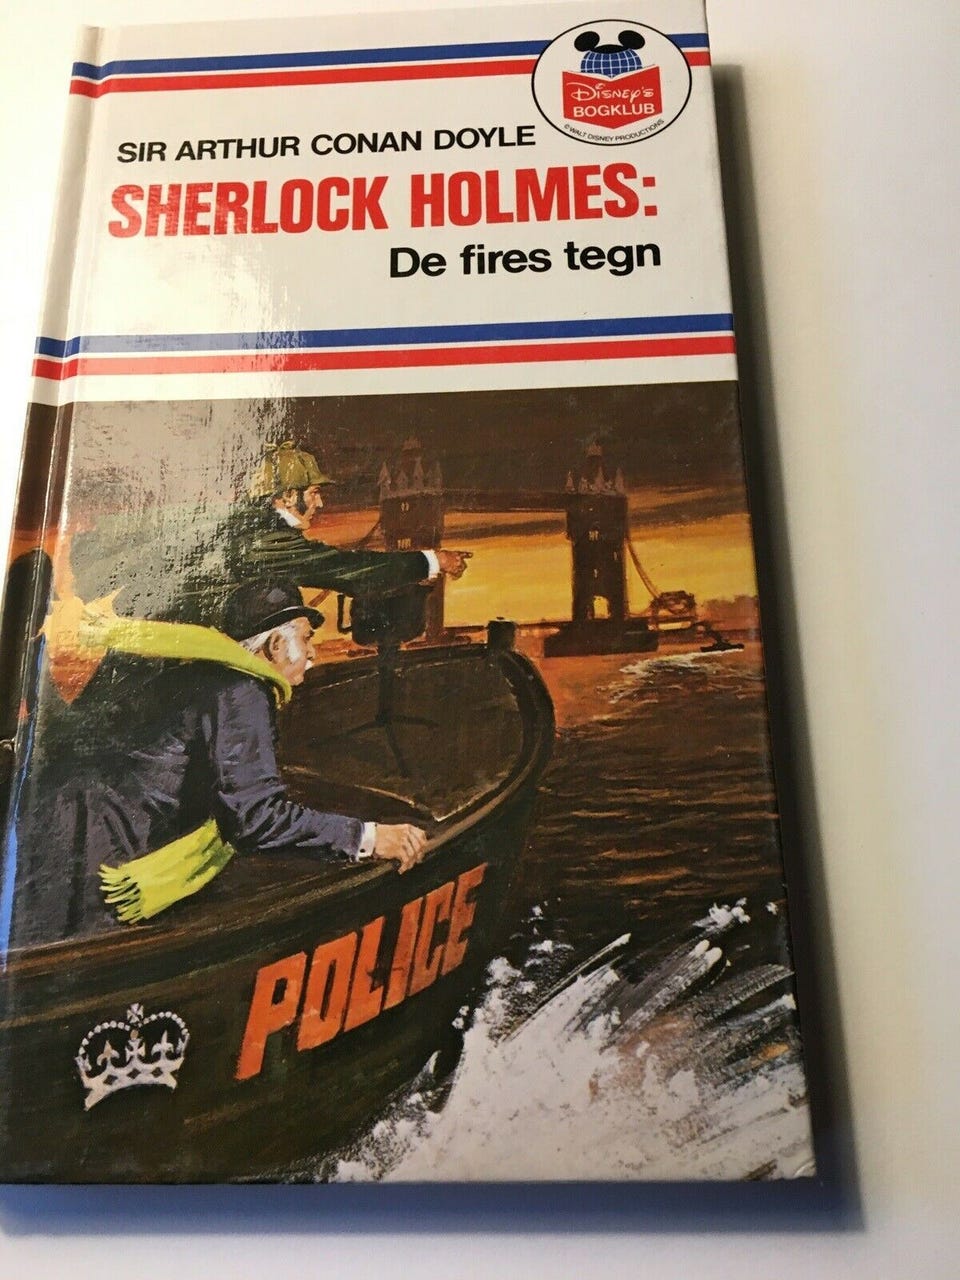 Disney's
BOGKLUB
© WALT DISNEY PRODUCTIONS
SIR ARTHUR CONAN DOYLE
SHERLOCK HOLMES:
De fires tegn
POLICE